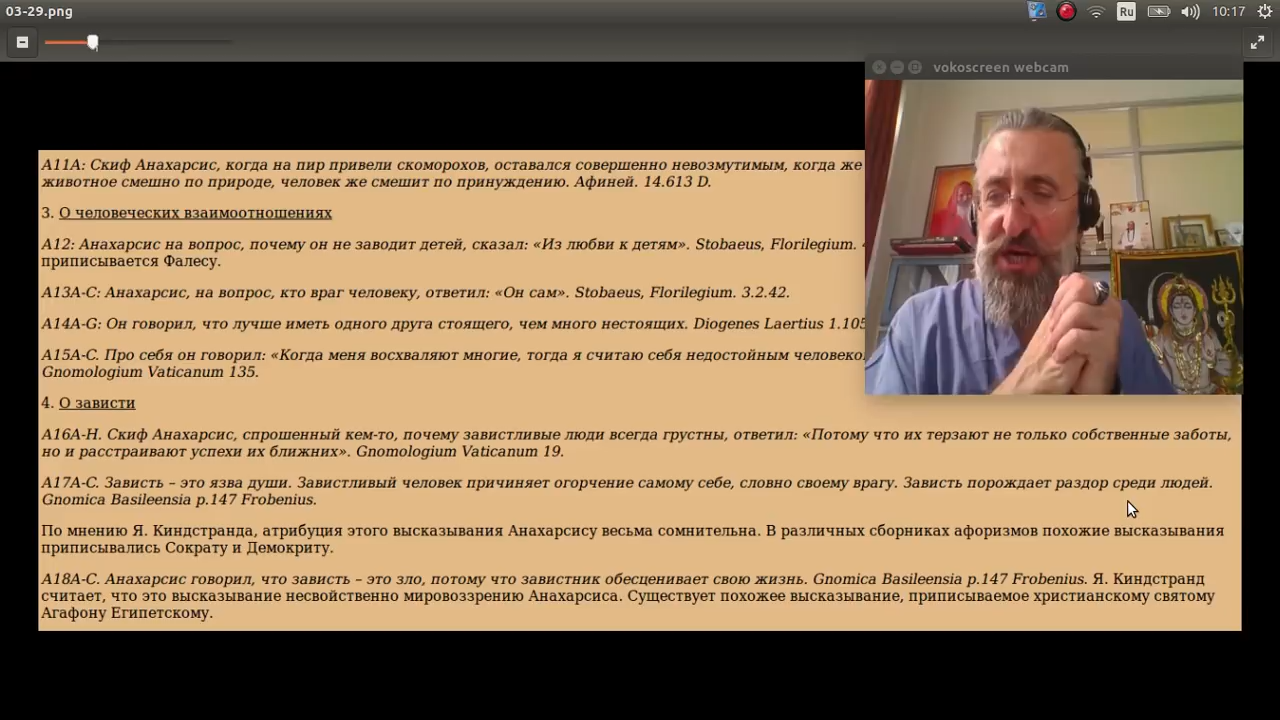 03-29.png
Ru
10:17
vokoscreen webcam
А11А: Скиф Анахарсис, когда на пир привели скоморохов, оставался совершенно невозмутимым, когда же
животное смешно по природе, человек же смешит по принуждению. Афиней. 14.613 D.
3. О человеческих взаимоотношениях
А12: Анахарсис на вопрос, почему он не заводит детей, сказал: «Из любви к детям». Stobaeus, Florilegium.
приписывается Фалесу.
А13А-С: Анахарсис, на вопрос, кто враг человеку, ответил: «Он сам». Stobaeus, Florilegium. 3.2.42.
А14А-G: Он говорил, что лучше иметь одного друга стоящего, чем много нестоящих. Diogenes Laertius 1.105
А15А-С. Про себя он говорил: «Когда меня восхваляют многие, тогда я считаю себя недостойным человеком
Gnomologium Vaticanum 135.
4. О зависти
А16А-Н. Скиф Анахарсис, спрошенный кем-то, почему завистливые люди всегда грустны, ответил: «Потому что их терзают не только собственные заботы,
но и расстраивают успехи их ближних». Gnomologium Vaticanum 19.
А17А-С. Зависть – это язва души. Завистливый человек причиняет огорчение самому себе, словно своему врагу. Зависть порождает раздор среди людей.
Gnomica Basileensia p.147 Frobenius.
По мнению Я. Киндстранда, атрибуция этого высказывания Анахарсису весьма сомнительна. В различных сборниках афоризмов похожие высказывания
приписывались Сократу и Демокриту.
А18А-С. Анахарсис говорил, что зависть – это зло, потому что завистник обесценивает свою жизнь. Gnomica Basileensia p.147 Frobenius. Я. Киндстранд
считает, что это высказывание несвойственно мировоззрению Анахарсиса. Существует похожее высказывание, приписываемое христианскому святому
Агафону Египетскому.